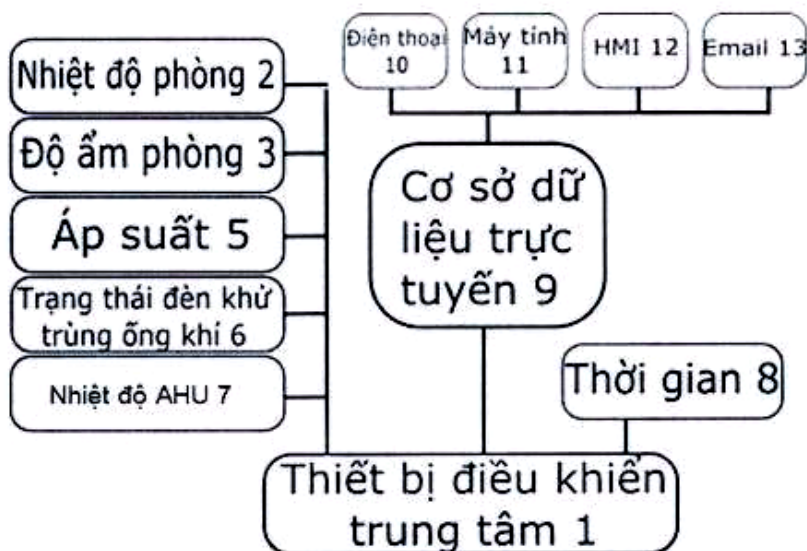 Điện thoại
10
Máy tính
11
HMI 12
Email 13
Nhiệt độ phòng 2
Độ ẩm phòng 3
Áp suất 5
Trạng thái đèn khử
trùng ống khí 6
Nhiệt độ AHU 7
Cơ sở dữ
liệu trực
tuyến 9
Thời gian 8
Thiết bị điều khiển
trung tâm 1